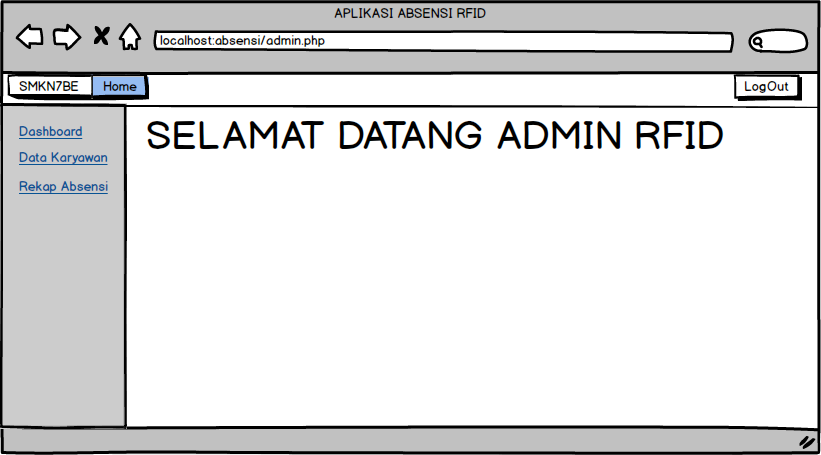 APLIKASI ABSENSI RFID
localhost:absensi/admin.php
SMKN7BE Home LogOut
SELAMAT DATANG ADMIN RFID
Dashboard
Data Karyawan
Rekap Absensi